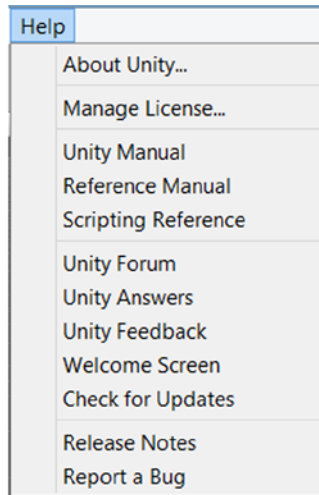 Help
About Unity...
Manage License...
Unity Manual
Reference Manual
Scripting Reference
Unity Forum
Unity Answers
Unity Feedback
Welcome Screen
Check for Updates
Release Notes
Report a Bug